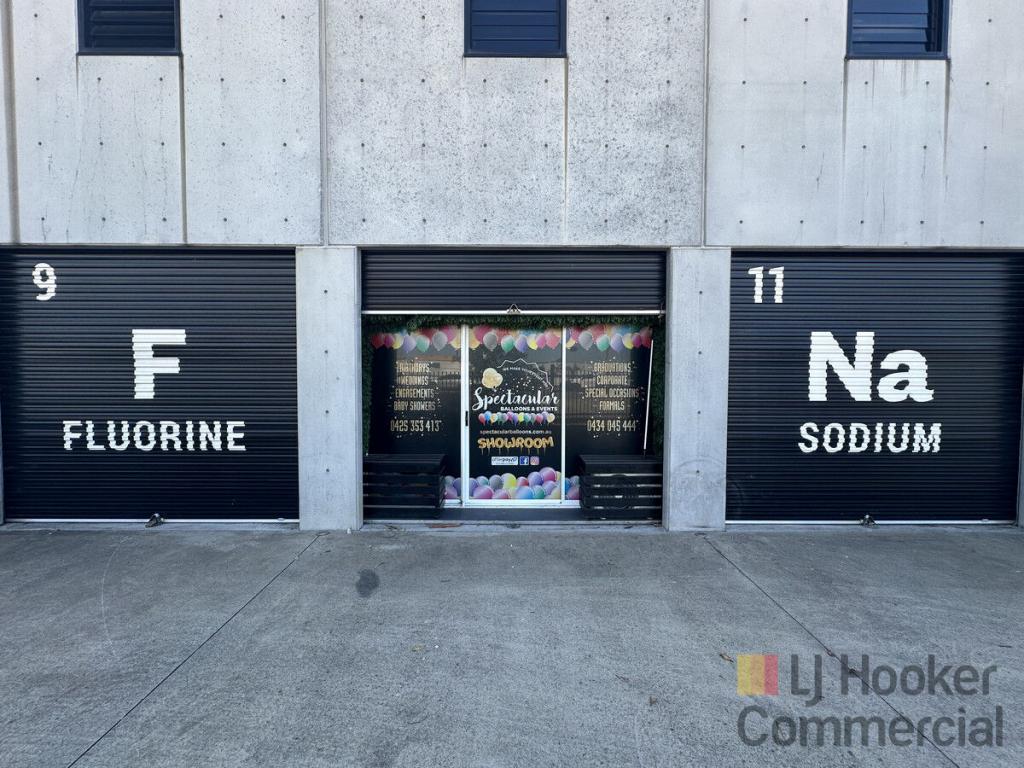 9
F
FLUORINE
BIRTHDAYS
WEDDINGS
ENGAGEMENTS
BABY SHOWERS
0425 353 413
Spectacular
BALLOONS & EVENTS
spectacularballoons.com.au
SHOWROOM
GRADUATIONS
CORPORATE
SPECIAL OCCASIONS
FORMALS
0434 045 444
11
Na
SODIUM
LJ Hooker
Commercial